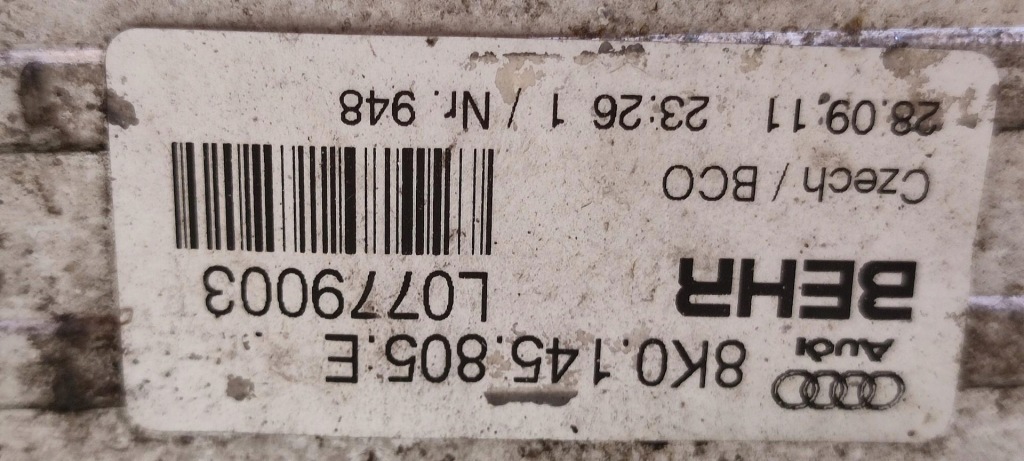 Audi
8K0.145.805.E
BEHR
L0779003
Czech / BCO
28.09.11 23:26 1 / Nr. 948